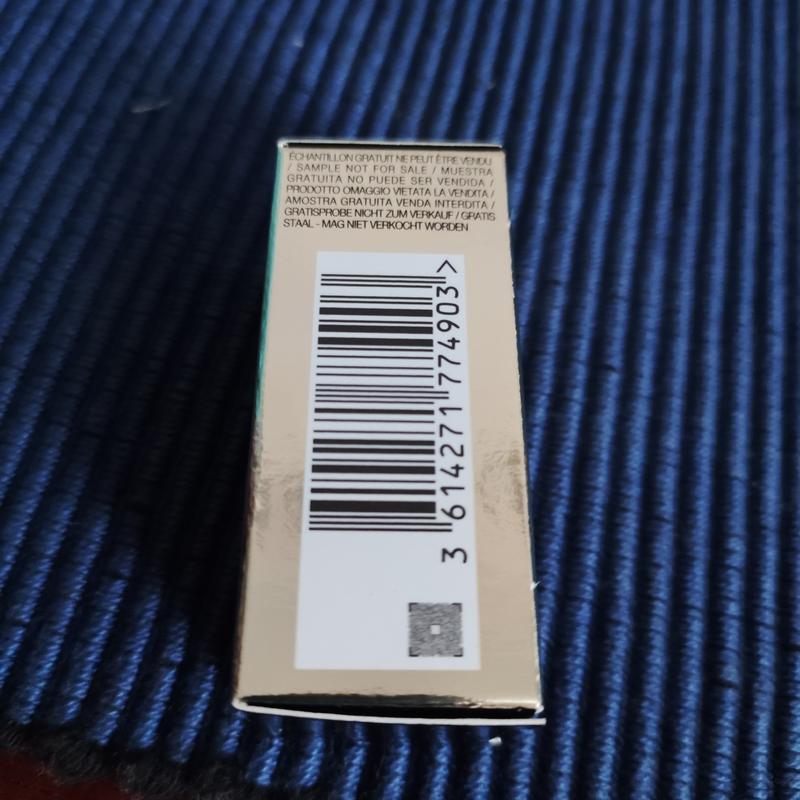 ÉCHANTILLON GRATUIT NE PEUT ÊTRE VENDU
/ SAMPLE NOT FOR SALE / MUESTRA
GRATUITA NO PUEDE SER VENDIDA /
PRODOTTO OMAGGIO VIETATA LA VENDITA /
AMOSTRA GRATUITA VENDA INTERDITA /
GRATISPROBE NICHT ZUM VERKAUF / GRATIS
STAAL - MAG NIET VERKOCHT WORDEN
3 614271 774903 >